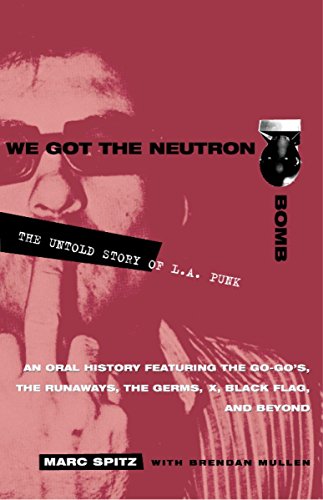 WE GOT THE NEUTRON
BOMB
THE UNTOLD STORY OF L.A. PUNK
AN ORAL HISTORY FEATURING THE GO-GO'S,
THE RUNAWAYS, THE GERMS, X, BLACK FLAG,
AND BEYOND
MARC SPITZ WITH BRENDAN MULLEN